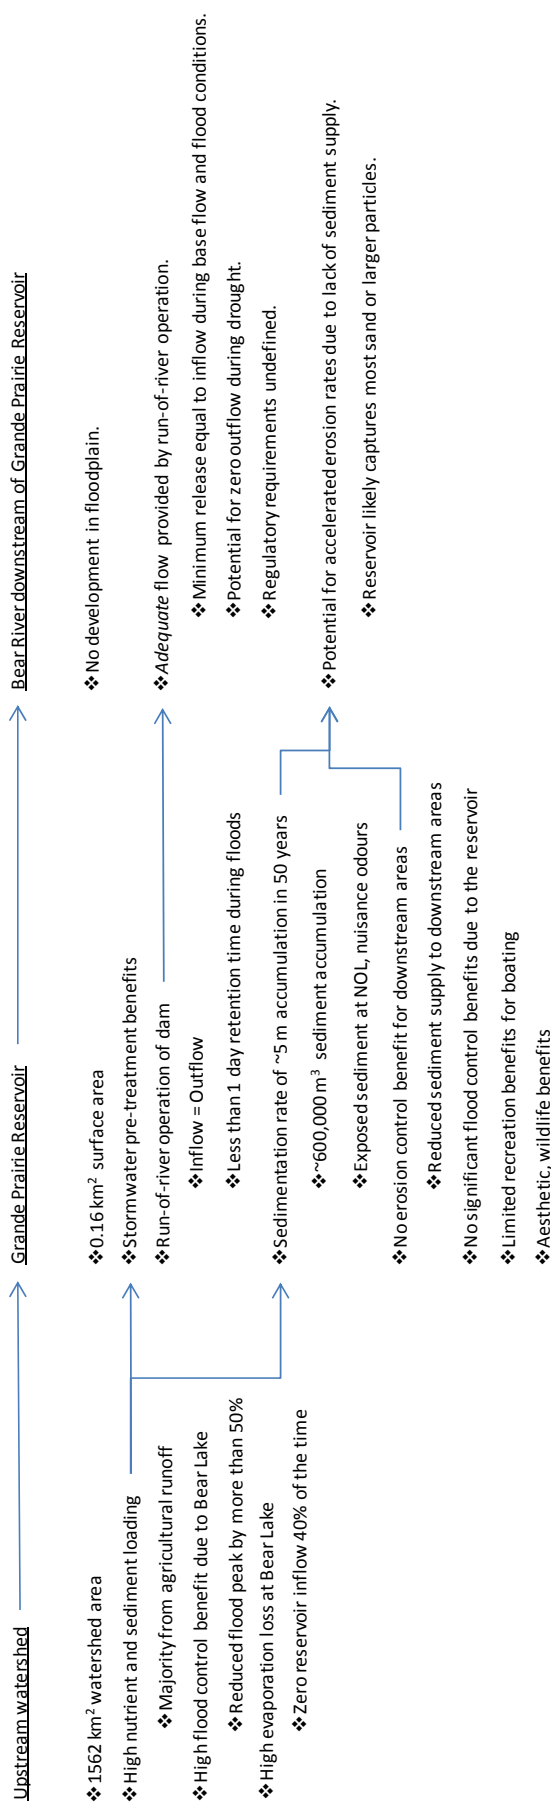 Upstream watershed
❖1562 km² watershed area
❖High nutrient and sediment loading
❖Majority from agricultural runoff
❖High flood control benefit due to Bear Lake
❖Reduced flood peak by more than 50%
❖High evaporation loss at Bear Lake
❖Zero reservoir inflow 40% of the time
Grande Prairie Reservoir
❖0.16 km² surface area
❖Stormwater pre-treatment benefits
❖Run-of-river operation of dam
❖Inflow = Outflow
❖Less than 1 day retention time during floods
❖Sedimentation rate of ~5 m accumulation in 50 years
❖~600,000 m³ sediment accumulation
❖Exposed sediment at NOL, nuisance odours
❖No erosion control benefit for downstream areas
❖Reduced sediment supply to downstream areas
❖No significant flood control benefits due to the reservoir
❖Limited recreation benefits for boating
❖Aesthetic, wildlife benefits
Bear River downstream of Grande Prairie Reservoir
❖No development in floodplain.
❖Adequate flow provided by run-of-river operation.
❖Minimum release equal to inflow during base flow and flood conditions.
❖Potential for zero outflow during drought.
❖Regulatory requirements undefined.
❖Potential for accelerated erosion rates due to lack of sediment supply.
❖Reservoir likely captures most sand or larger particles.